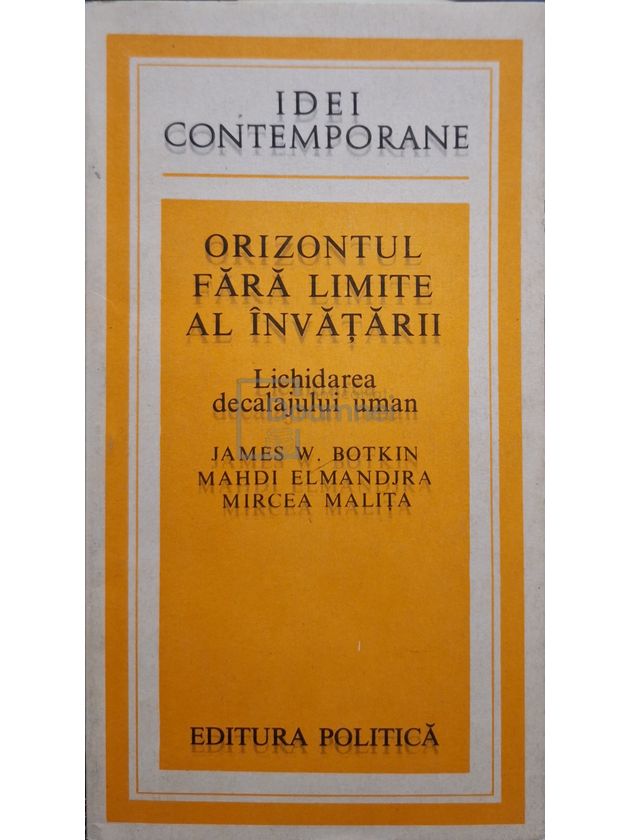 IDEI
CONTEMPORANE
ORIZONTUL
FĂRĂ LIMITE
AL ÎNVĂȚĂRII
Lichidarea
decalajului uman
JAMES W. BOTKIN
MAHDI ELMANDJRA
MIRCEA MALIȚA
EDITURA POLITICĂ